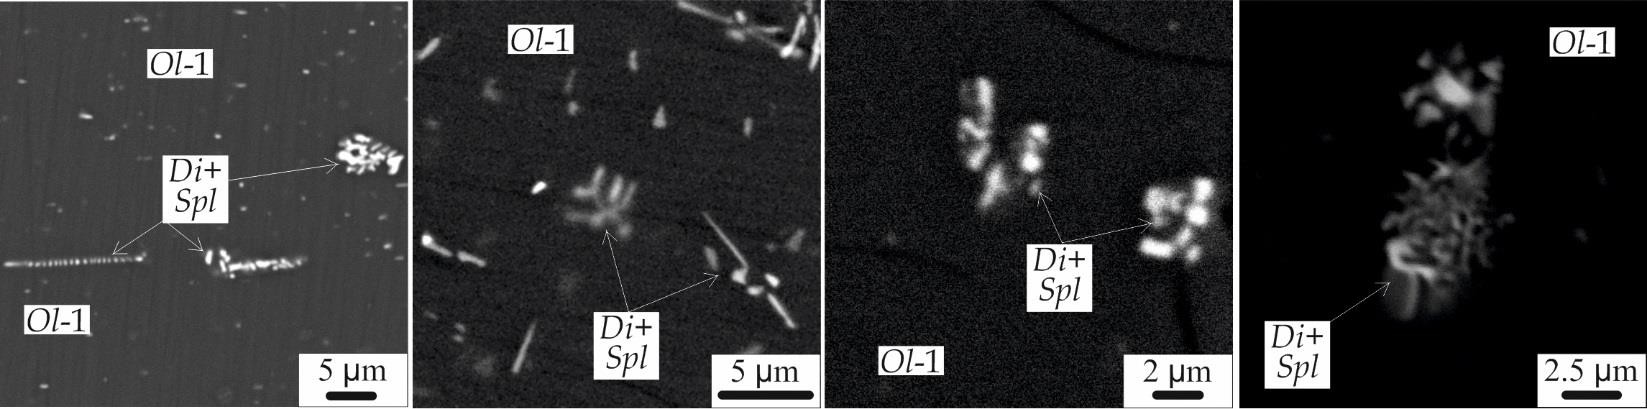 Ol-1
Di+
Spl
Ol-1
5 µm
Ol-1
Di+
Spl
5 µm
Di+
Spl
Ol-1
2 µm
Ol-1
Di+
Spl
2.5 µm